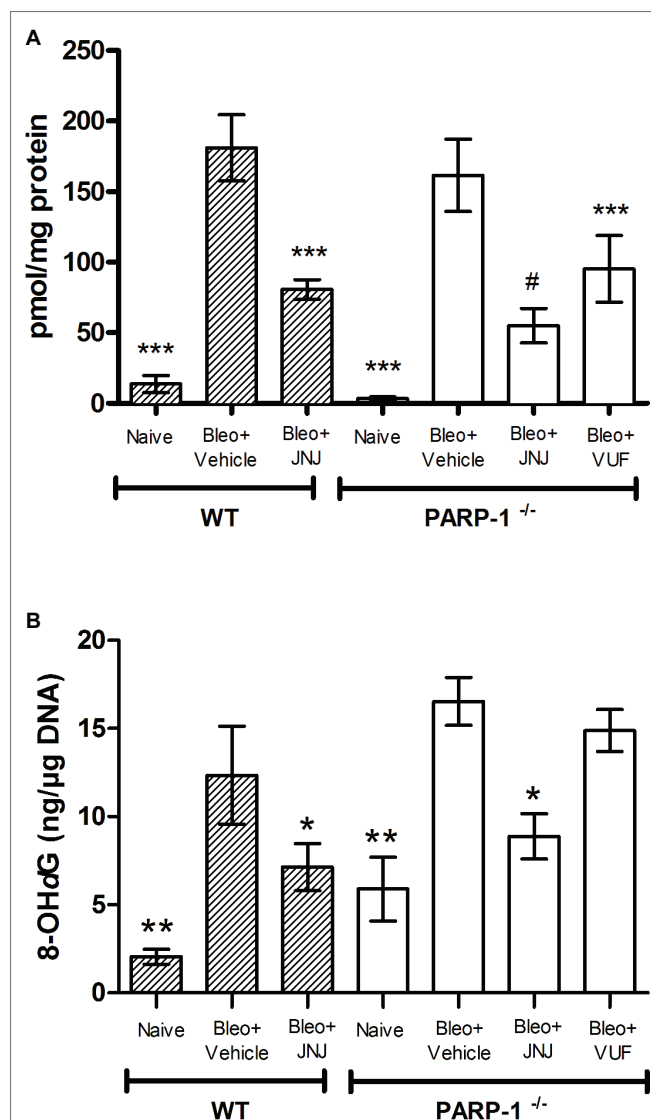 A
250
200
150
100
50
0
pmol/mg protein
***
***
***
#
***
Naive Bleo+ Vehicle Bleo+ JNJ Naive Bleo+ Vehicle Bleo+ JNJ Bleo+ VUF
WT PARP-1 -/-
B
20
15
10
5
0
8-OHdG (ng/µg DNA)
**
*
**
*
Naive Bleo+ Vehicle Bleo+ JNJ Naive Bleo+ Vehicle Bleo+ JNJ Bleo+ VUF
WT PARP-1 -/-